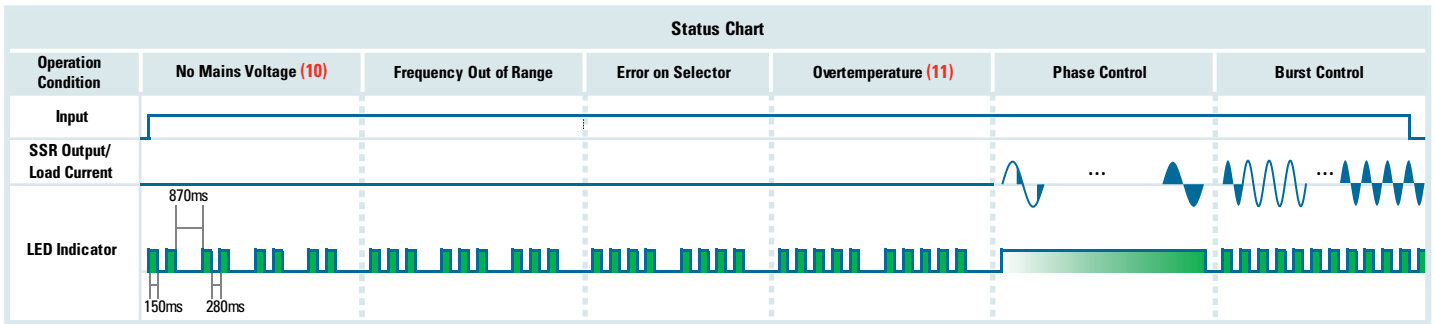 Status Chart
Operation
Condition
No Mains Voltage (10)
Frequency Out of Range
Error on Selector
Overtemperature (11)
Phase Control
Burst Control
Input
SSR Output/
Load Current
...
...
870ms
LED Indicator
150ms
280ms